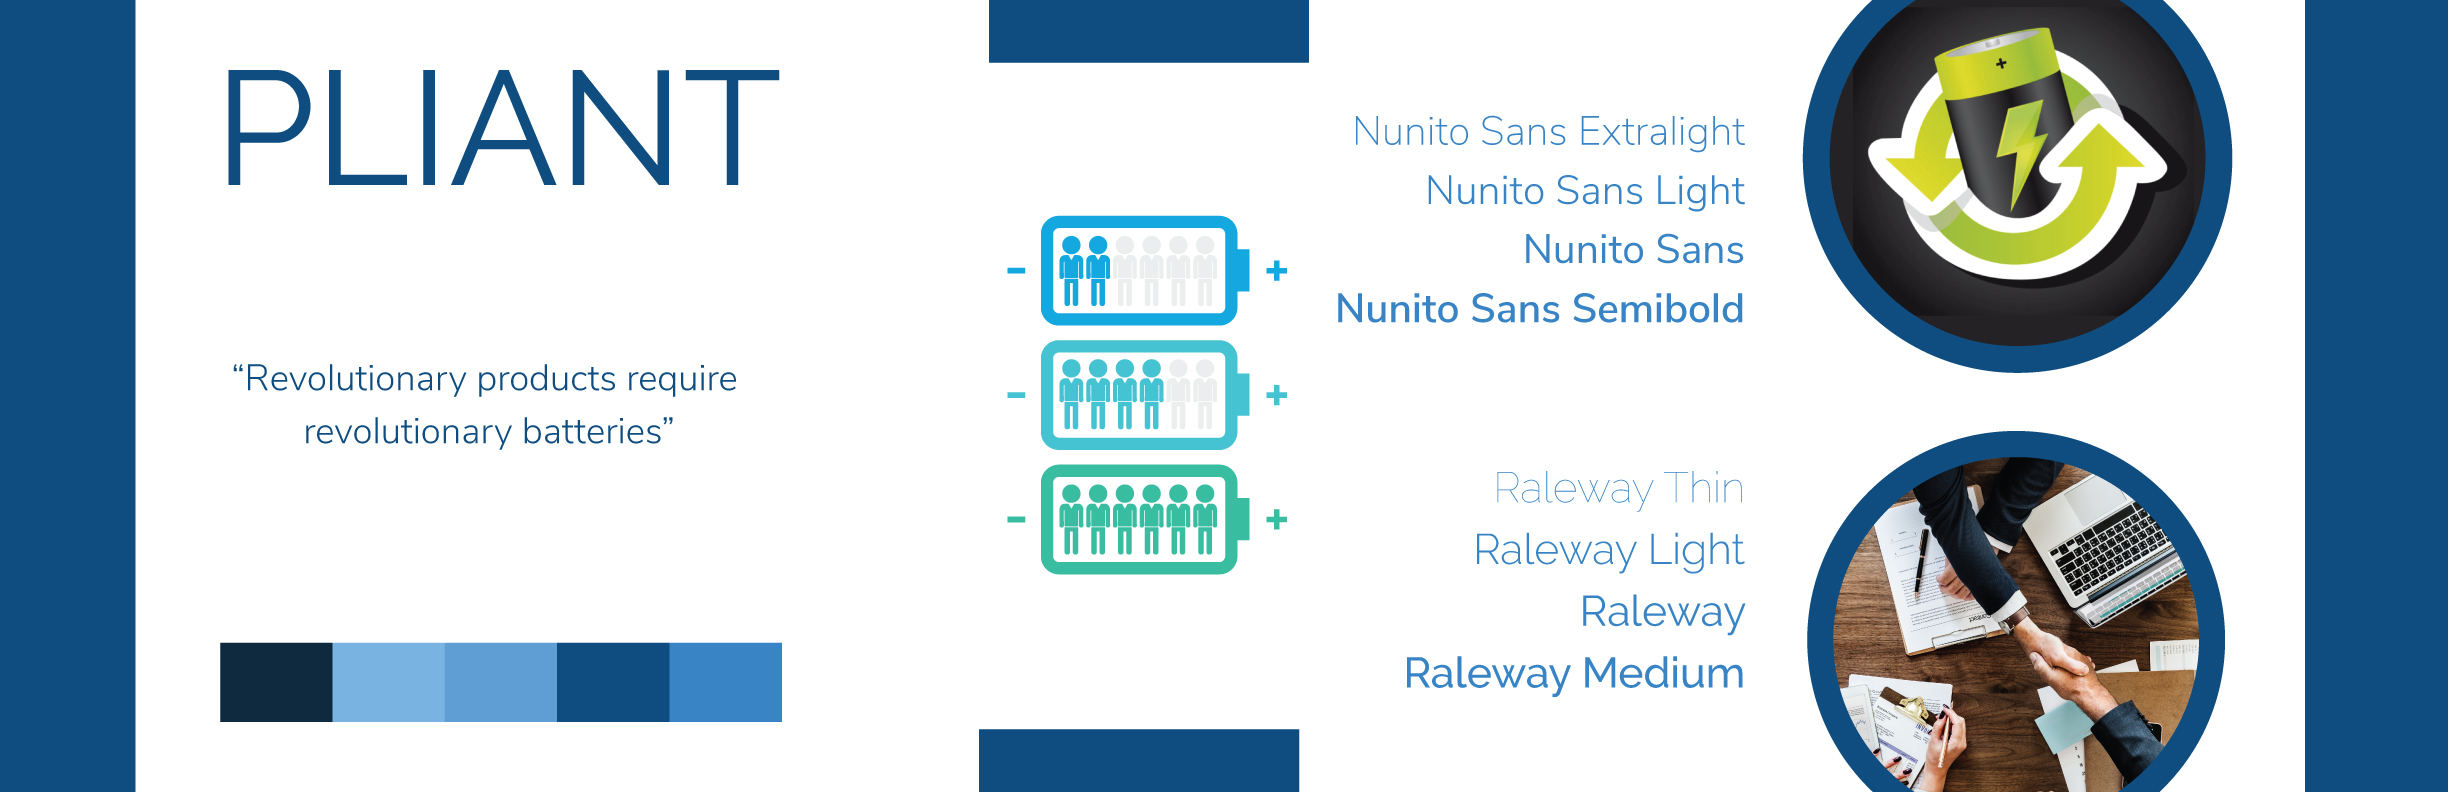 PLIANT
“Revolutionary products require
revolutionary batteries”
- +
- +
- +
Nunito Sans Extralight
Nunito Sans Light
Nunito Sans
Nunito Sans Semibold
Raleway Thin
Raleway Light
Raleway
Raleway Medium
+
Contract